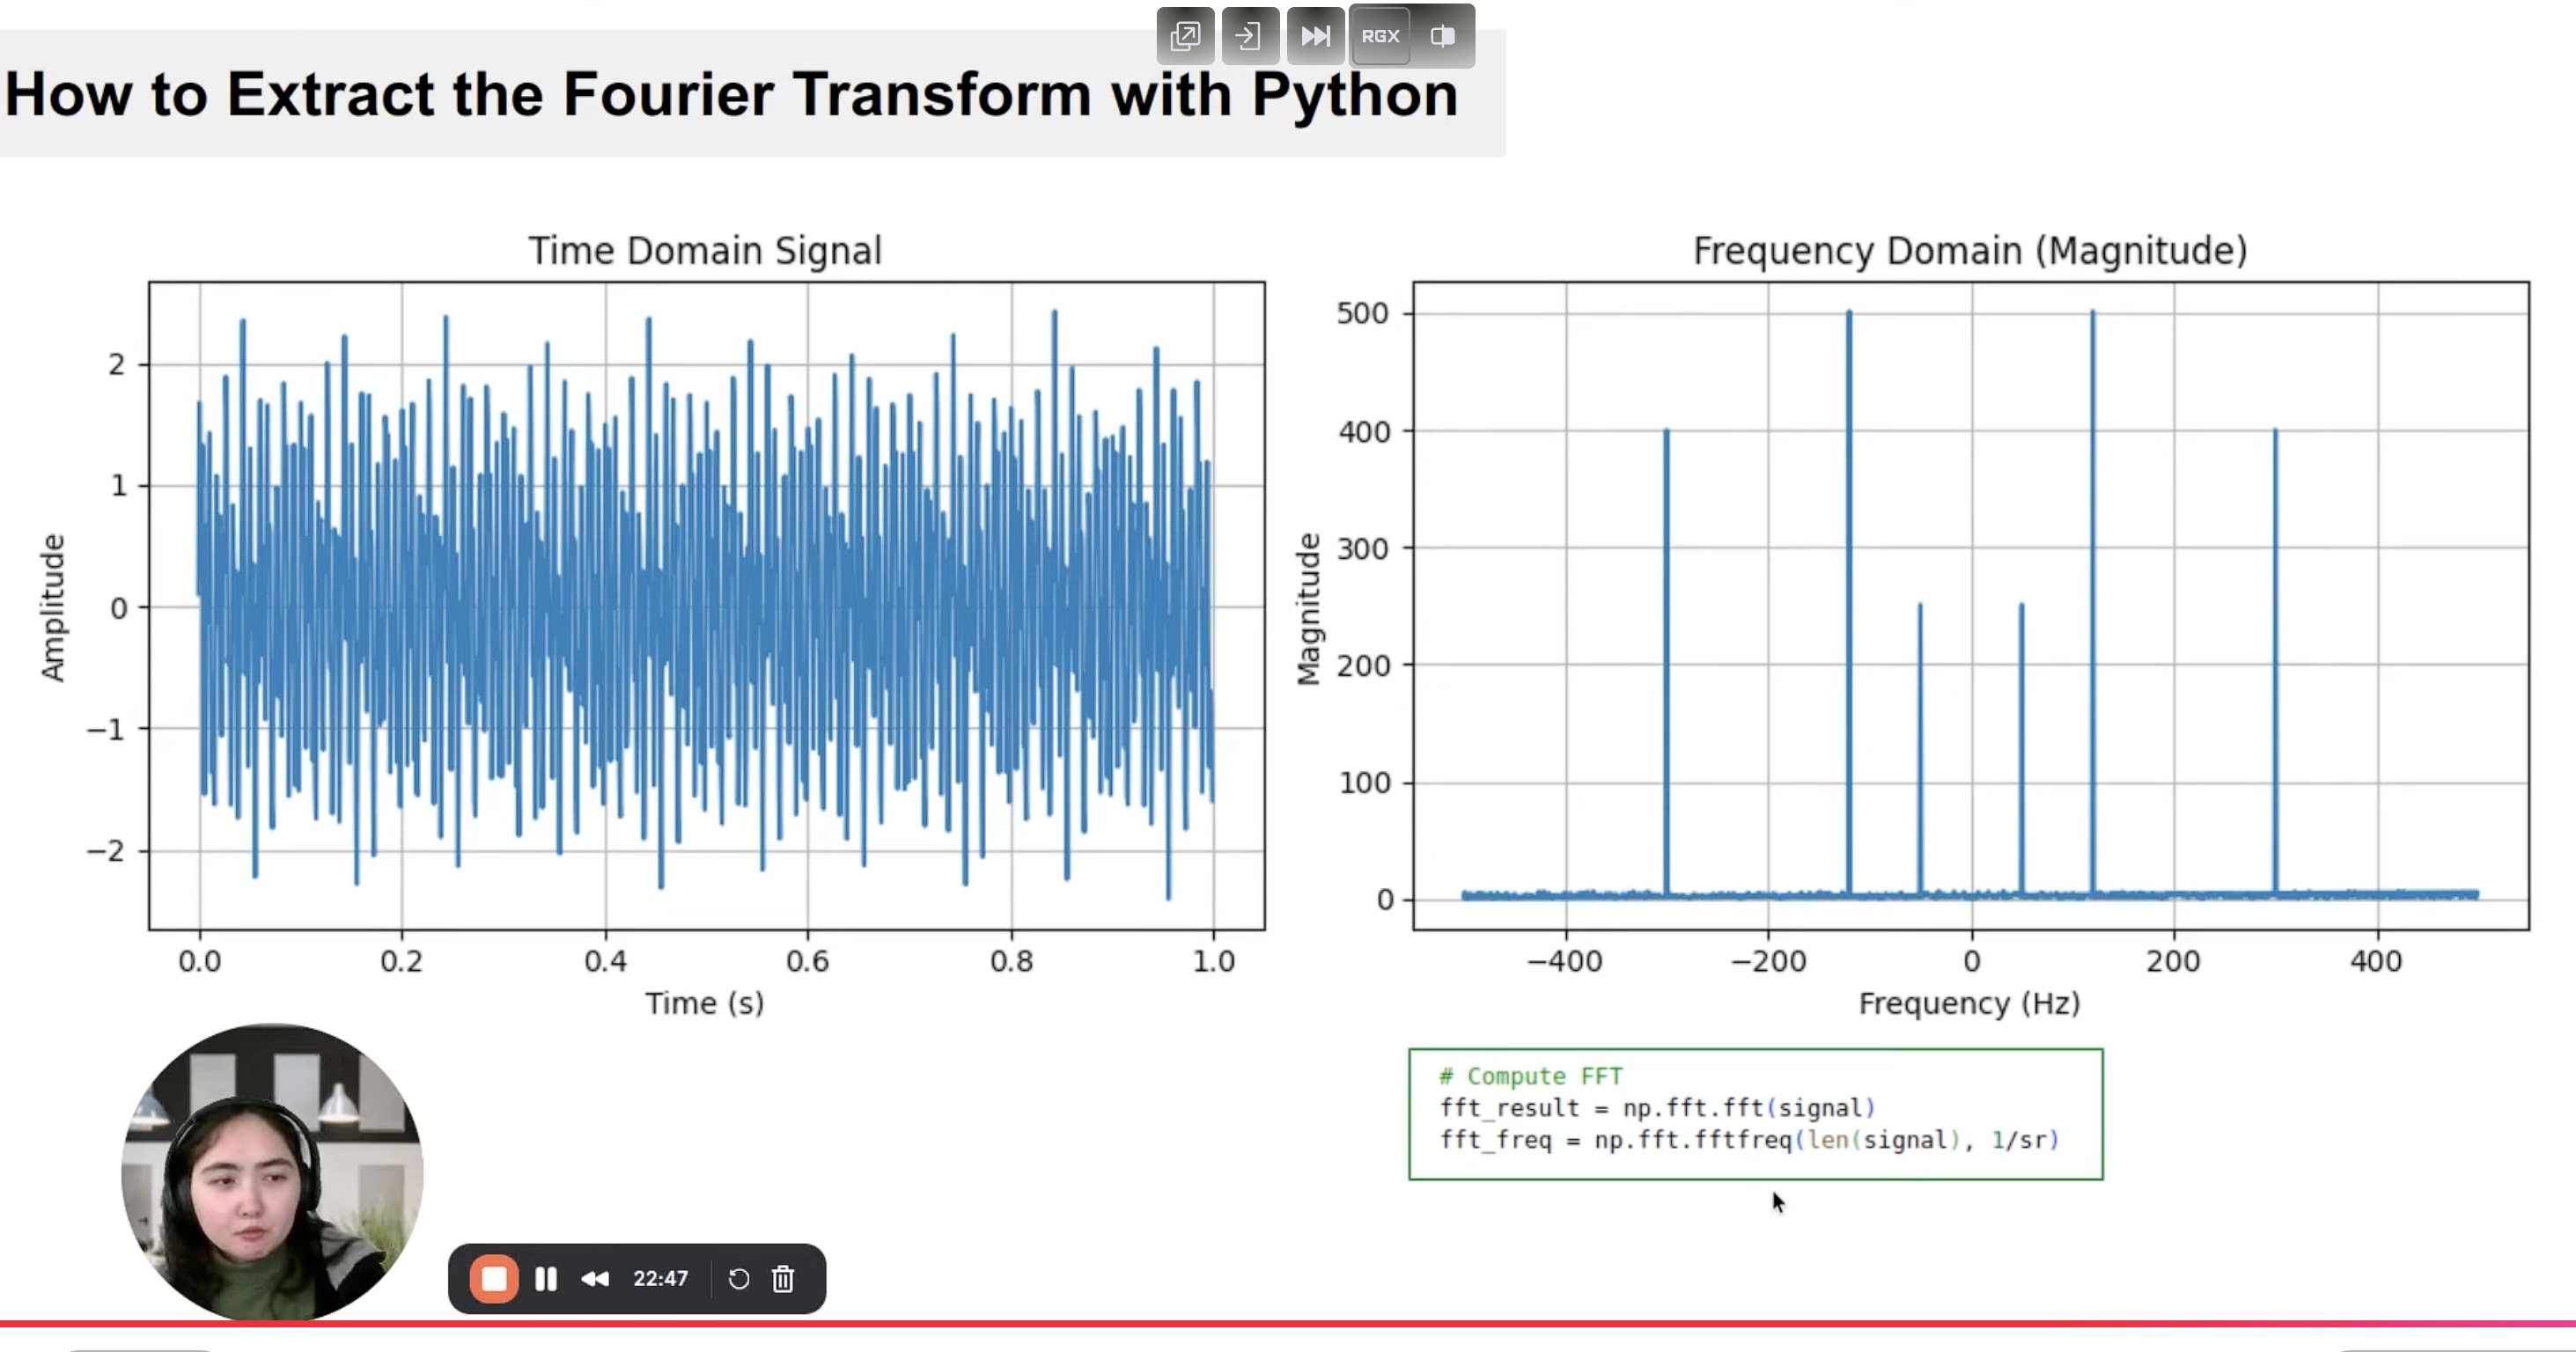 RGX
How to Extract the Fourier Transform with Python
Time Domain Signal
Amplitude
2
1
0
−1
−2
0.0 0.2 0.4 0.6 0.8 1.0
Time (s)
Frequency Domain (Magnitude)
Magnitude
500
400
300
200
100
0
−400 −200 0 200 400
Frequency (Hz)
# Compute FFT
fft_result = np.fft.fft(signal)
fft_freq = np.fft.fftfreq(len(signal), 1/sr)
22:47